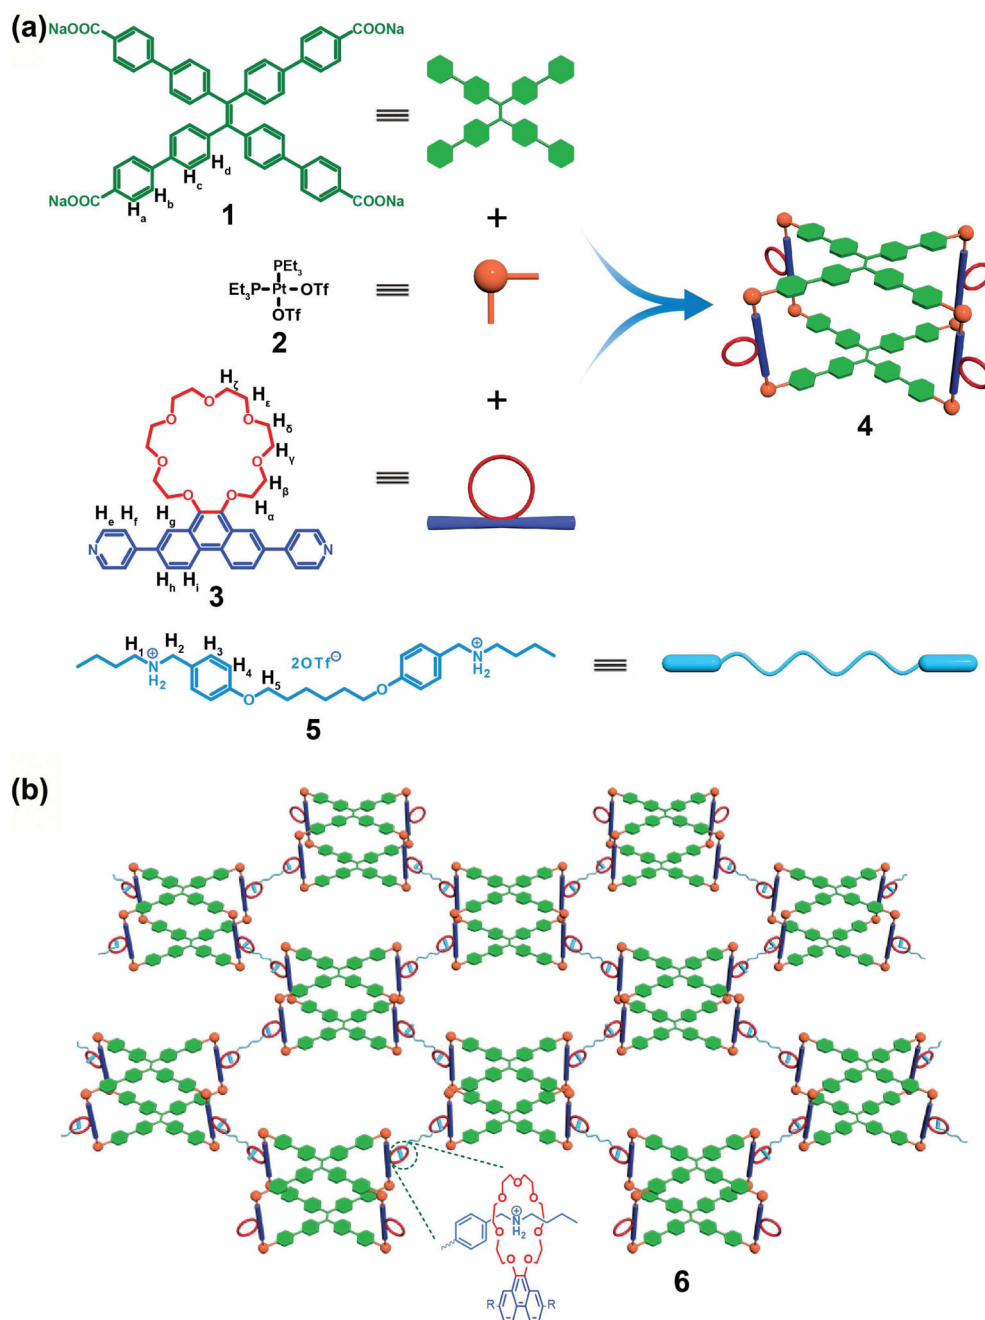 (a)
NaOOC
COONa
NaOOC
COONa
Hd
Hc
Hb
Ha
1
+
PEt3
Et3P-Pt-OTf
OTf
2
4
+
Hζ
Hε
Hδ
Hγ
Hβ
Hα
O
O
O
O
O
O
O
He
Hf
Hg
N
N
Hh
Hi
3
H1
H2
H3
H4
H5
⊕
N
H2
2OTf⊖
⊕
N
H2
O
O
5
(b)
O
O
O
⊕
N
H2
O
O
O
O
R
R
6